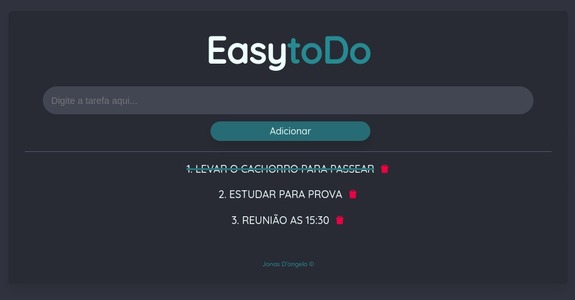 EasytoDo
Digite a tarefa aqui...
Adicionar
1. LEVAR O CACHORRO PARA PASSEAR
2. ESTUDAR PARA PROVA
3. REUNIÃO AS 15:30
Jonas D'angelo ©